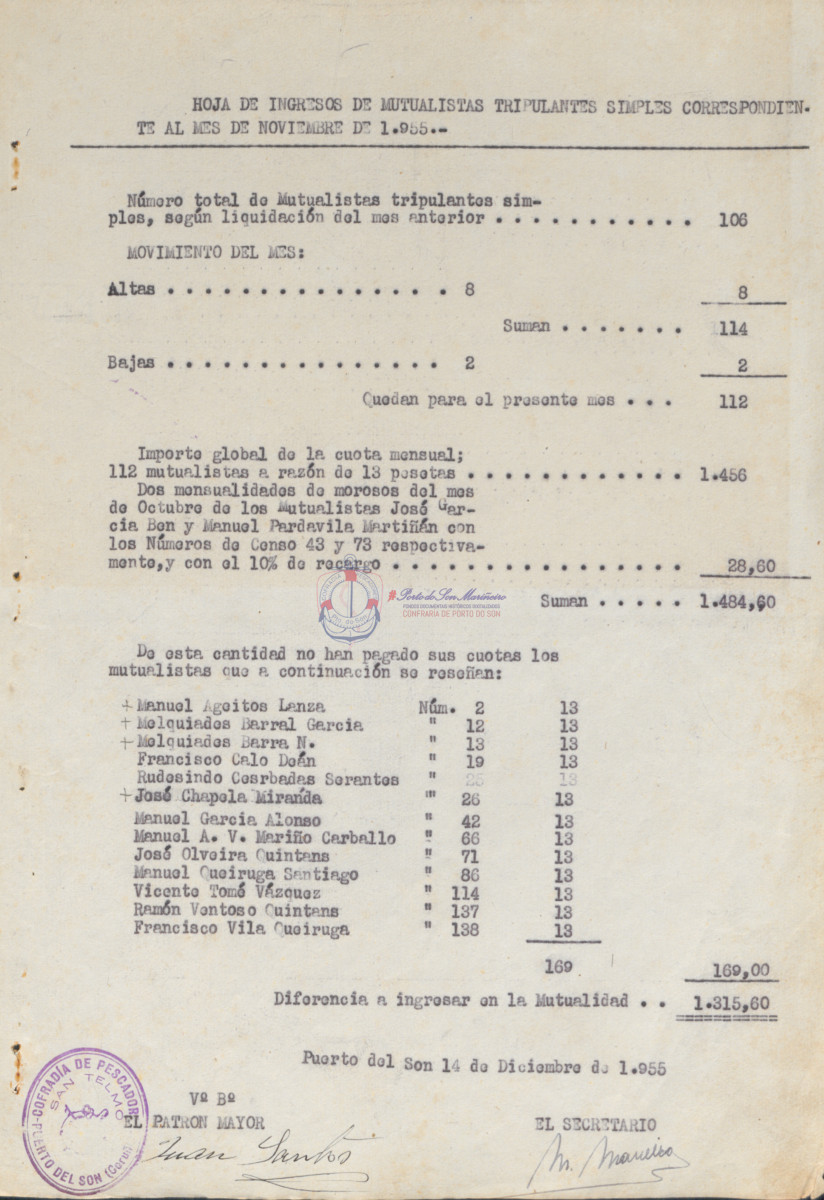 HOJA DE INGRESOS DE MUTUALISTAS TRIPULANTES SIMPLES CORRESPONDIEN-
TE AL MES DE NOVIEMBRE DE 1.955.-
Número total de Mutualistas tripulantes sim-
ples, según liquidación del mes anterior . . . . . . . . . . . 106
MOVIMIENTO DEL MES:
Altas . . . . . . . . . . . . . . . 8 8
Suman . . . . . . . 114
Bajas . . . . . . . . . . . . . . . 2 2
Quedan para el presente mes . . . 112
Importe global de la cuota mensual;
112 mutualistas a razón de 13 pesetas . . . . . . . . . . . . 1.456
Dos mensualidades de morosos del mes
de Octubre de los Mutualistas José Gar-
cia Ben y Manuel Pardavila Martiñán con
los Números de Censo 43 y 73 respectiva-
mente,y con el 10% de recargo . . . . . . . . . . . . . . . . 28,60
Suman . . . . . 1.484,60
COFRADIA
Pto. do Son
#PortodeSon Mariñeiro
FONDOS DOCUMENTAIS HISTÓRICOS DIXITALIZADOS
CONFRARIA DE PORTO DO SON
De esta cantidad no han pagado sus cuotas los
mutualistas que a continuación se reseñan:
+Manuel Ageitos Lanza Núm. 2 13
+Melquiades Barral Garcia " 12 13
+Melquiades Barra N. " 13 13
Francisco Calo Deán " 19 13
Rudesindo Cesrbadas Serantes " 25 13
+José Chapela Miranda " 26 13
Manuel Garcia Alonso " 42 13
Manuel A. V. Mariño Carballo " 66 13
José Olveira Quintans " 71 13
Manuel Queiruga Santiago " 86 13
Vicente Tomé Vázquez " 114 13
Ramón Ventoso Quintans " 137 13
Francisco Vila Queiruga " 138 13
169 169,00
Diferencia a ingresar en la Mutualidad . . 1.315,60
Puerto del Son 14 de Diciembre de 1.955
COFRADÍA DE PESCADORES
SAN TELMO
PUERTO DEL SON (Coruña)
Vº Bº
EL PATRON MAYOR EL SECRETARIO
Juan Santos